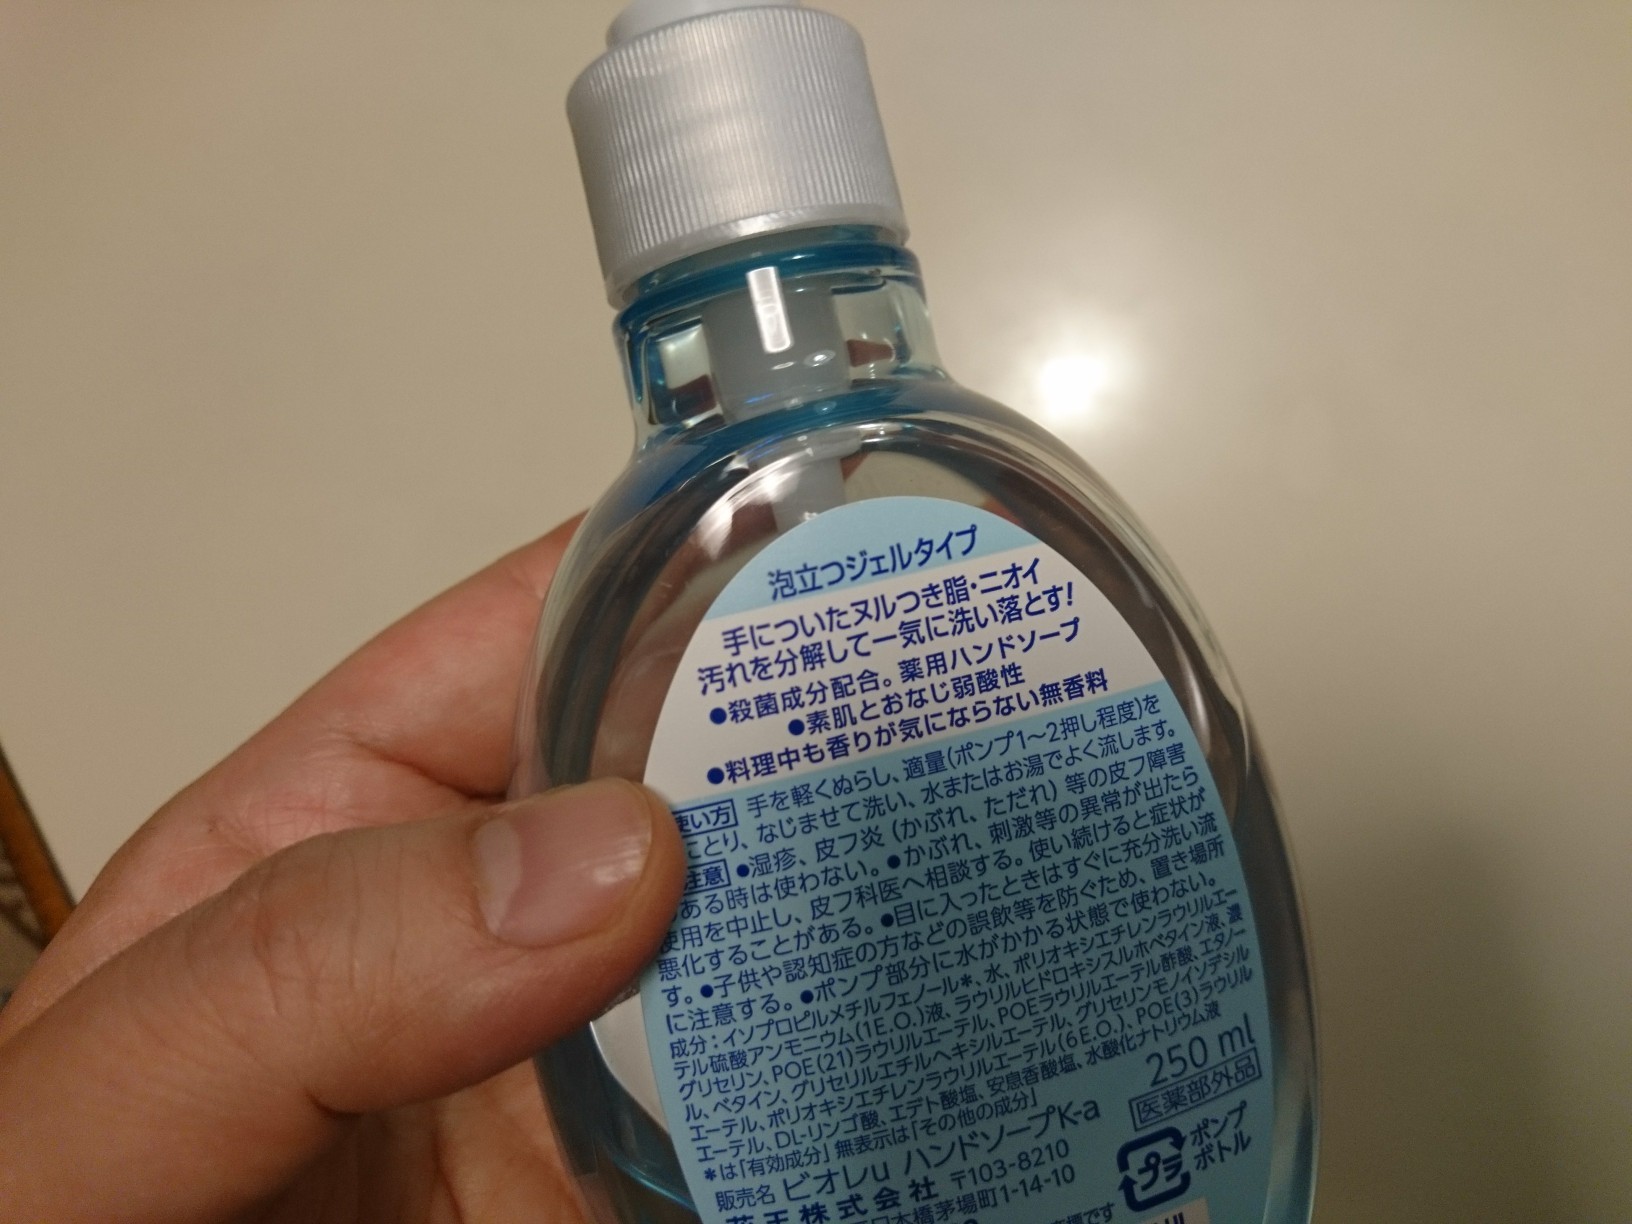 泡立つジェルタイプ
手についたヌルつき脂・ニオイ
汚れを分解して一気に洗い落とす!
●殺菌成分配合。薬用ハンドソープ
●素肌とおなじ弱酸性
●料理中も香りが気にならない無香料
使い方 手を軽くぬらし、適量(ポンプ1〜2押し程度)を
とり、なじませて洗い、水またはお湯でよく流します。
注意 ●湿疹、皮フ炎(かぶれ、ただれ)等の皮フ障害
ある時は使わない。●かぶれ、刺激等の異常が出たら
使用を中止し、皮フ科医へ相談する。使い続けると症状が
悪化することがある。●目に入ったときはすぐに充分洗い流
す。●子供や認知症の方などの誤飲等を防ぐため、置き場所
に注意する。●ポンプ部分に水がかかる状態で使わない。
成分:イソプロピルメチルフェノール*、水、ポリオキシエチレンラウリルエー
テル硫酸アンモニウム(1E.O.)液、ラウリルヒドロキシスルホベタイン液、濃
グリセリン、POE(21)ラウリルエーテル、POEラウリルエーテル酢酸、エタノー
ル、ベタイン、グリセリルエチルヘキシルエーテル、グリセリンモノイソデシル
エーテル、ポリオキシエチレンラウリルエーテル(6E.O.)、POE(3)ラウリル
エーテル、DL-リンゴ酸、エデト酸塩、安息香酸塩、水酸化ナトリウム液
*は「有効成分」無表示は「その他の成分」
250 ml
販売名 ビオレu ハンドソープK-a
医薬部外品
花王株式会社 〒103-8210
日本橋茅場町1-14-10
プラ
ポンプ
ボトル